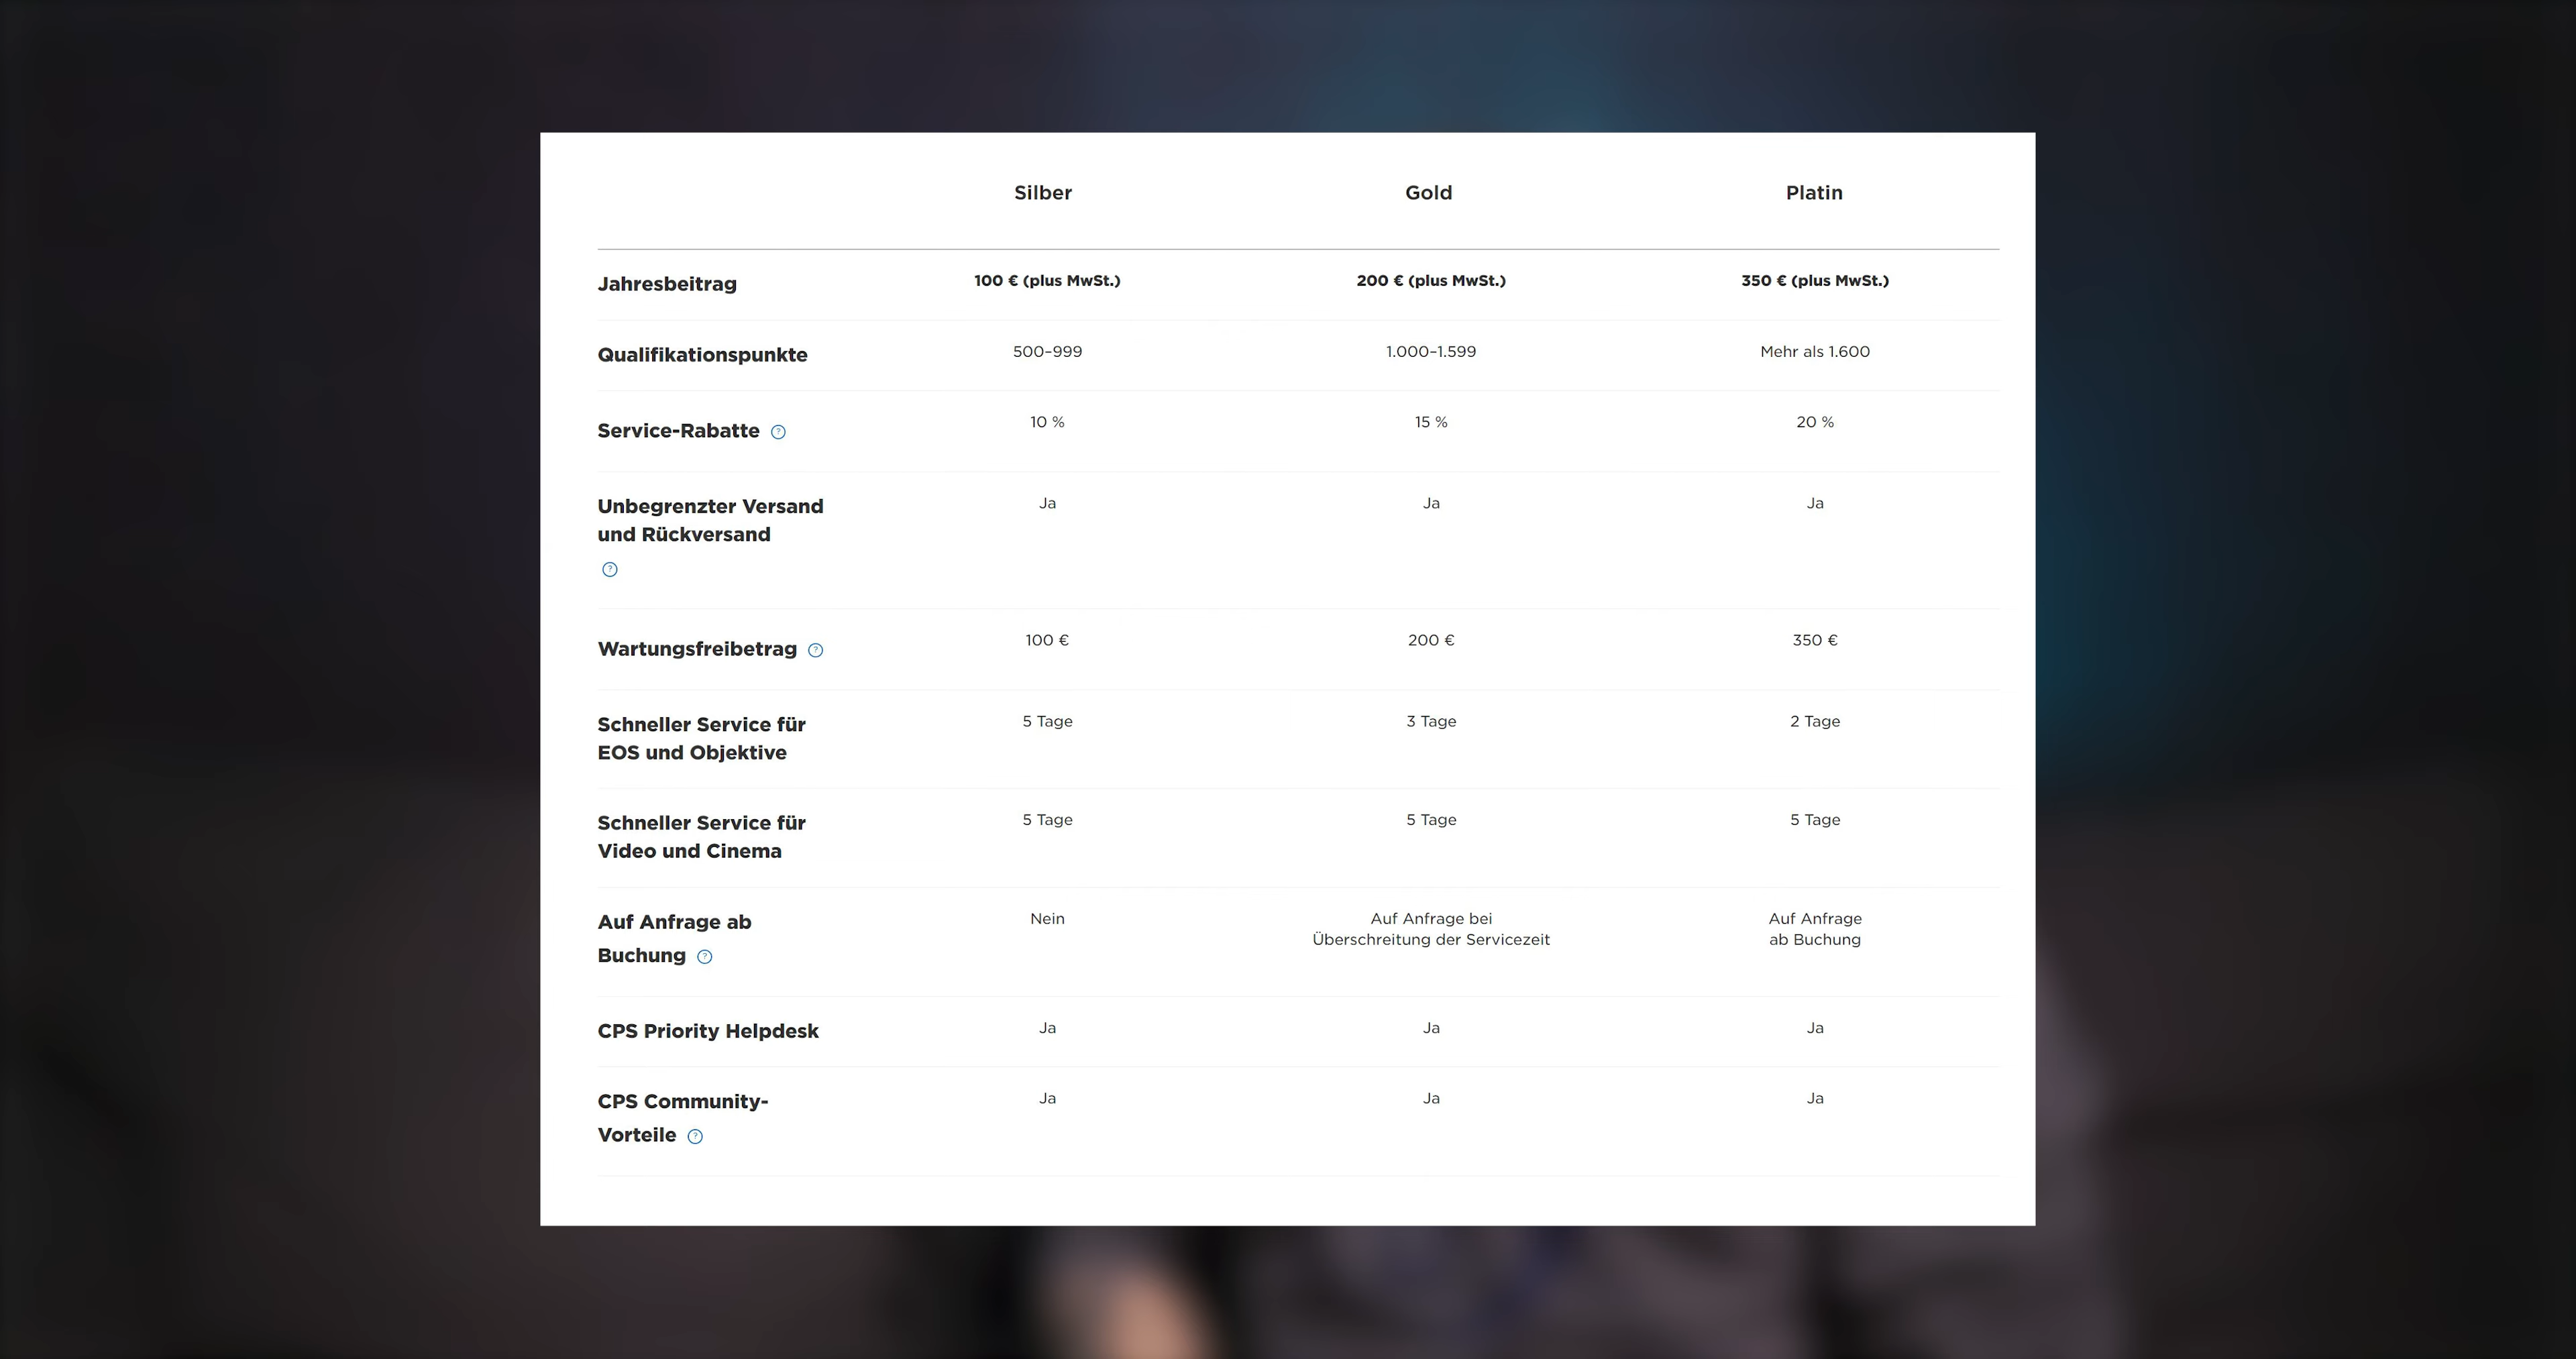 Silber Gold Platin
Jahresbeitrag 100 € (plus MwSt.) 200 € (plus MwSt.) 350 € (plus MwSt.)
Qualifikationspunkte 500–999 1.000–1.599 Mehr als 1.600
Service-Rabatte ? 10 % 15 % 20 %
Unbegrenzter Versand Ja Ja Ja
und Rückversand
?
Wartungsfreibetrag ? 100 € 200 € 350 €
Schneller Service für 5 Tage 3 Tage 2 Tage
EOS und Objektive
Schneller Service für 5 Tage 5 Tage 5 Tage
Video und Cinema
Auf Anfrage ab Nein Auf Anfrage bei Auf Anfrage
Buchung ? Überschreitung der Servicezeit ab Buchung
CPS Priority Helpdesk Ja Ja Ja
CPS Community- Ja Ja Ja
Vorteile ?